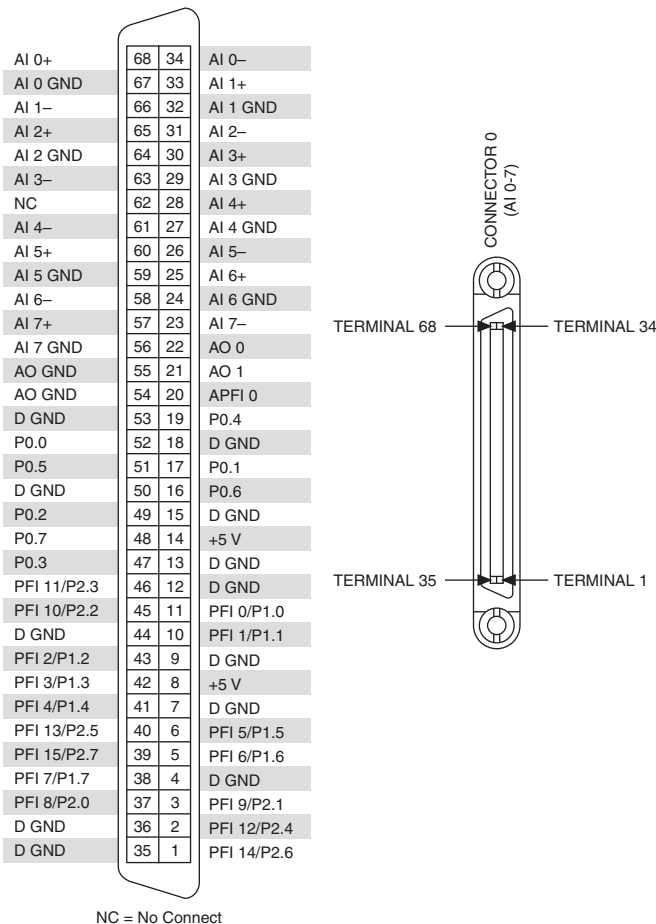 AI 0+ 68 34 AI 0–
AI 0 GND 67 33 AI 1+
AI 1– 66 32 AI 1 GND
AI 2+ 65 31 AI 2–
AI 2 GND 64 30 AI 3+
AI 3– 63 29 AI 3 GND
NC 62 28 AI 4+
AI 4– 61 27 AI 4 GND
AI 5+ 60 26 AI 5–
AI 5 GND 59 25 AI 6+
AI 6– 58 24 AI 6 GND
AI 7+ 57 23 AI 7–
AI 7 GND 56 22 AO 0
AO GND 55 21 AO 1
AO GND 54 20 APFI 0
D GND 53 19 P0.4
P0.0 52 18 D GND
P0.5 51 17 P0.1
D GND 50 16 P0.6
P0.2 49 15 D GND
P0.7 48 14 +5 V
P0.3 47 13 D GND
PFI 11/P2.3 46 12 D GND
PFI 10/P2.2 45 11 PFI 0/P1.0
D GND 44 10 PFI 1/P1.1
PFI 2/P1.2 43 9 D GND
PFI 3/P1.3 42 8 +5 V
PFI 4/P1.4 41 7 D GND
PFI 13/P2.5 40 6 PFI 5/P1.5
PFI 15/P2.7 39 5 PFI 6/P1.6
PFI 7/P1.7 38 4 D GND
PFI 8/P2.0 37 3 PFI 9/P2.1
D GND 36 2 PFI 12/P2.4
D GND 35 1 PFI 14/P2.6
NC = No Connect
CONNECTOR 0
(AI 0-7)
TERMINAL 68
TERMINAL 34
TERMINAL 35
TERMINAL 1